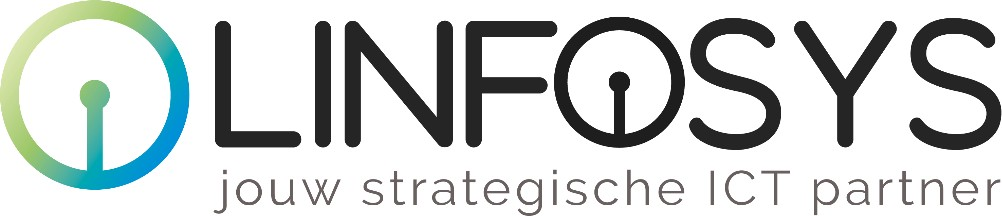 LINFOSYS
jouw strategische ICT partner